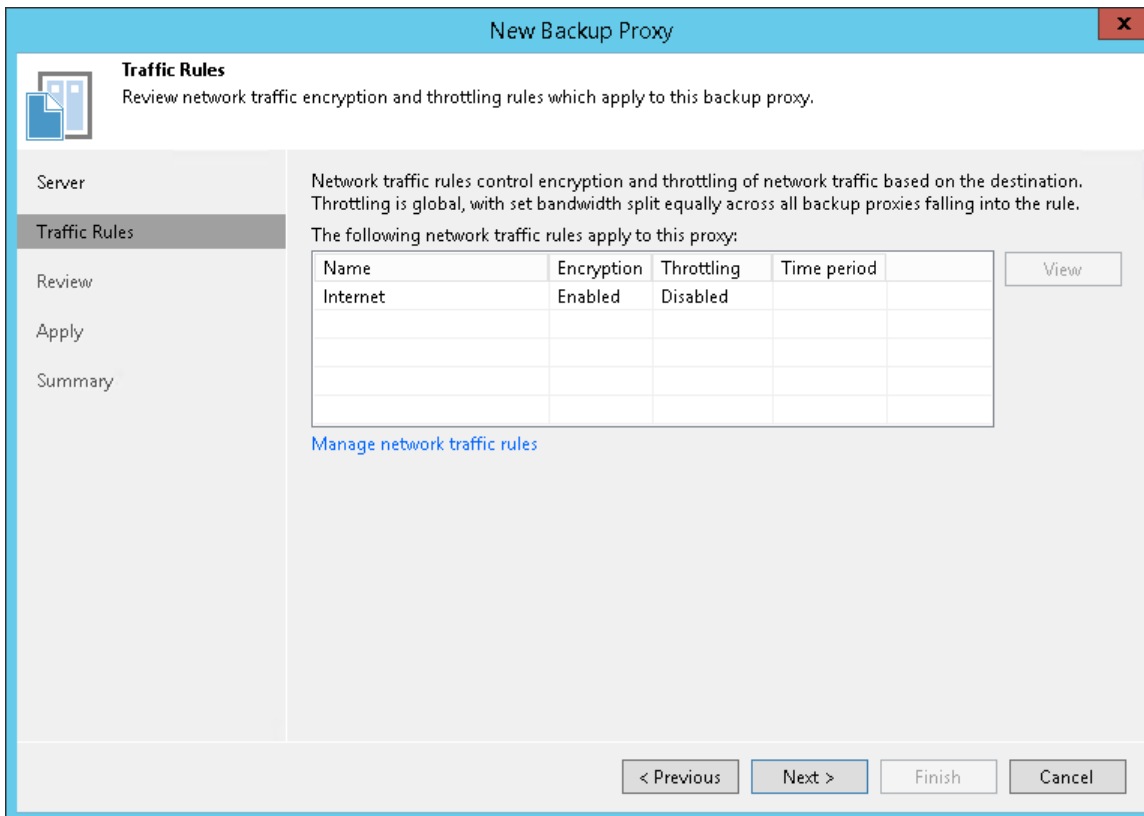 New Backup Proxy
x
Traffic Rules
Review network traffic encryption and throttling rules which apply to this backup proxy.
Server
Traffic Rules
Review
Apply
Summary
Network traffic rules control encryption and throttling of network traffic based on the destination.
Throttling is global, with set bandwidth split equally across all backup proxies falling into the rule.
The following network traffic rules apply to this proxy:
Name Encryption Throttling Time period
Internet Enabled Disabled
View
Manage network traffic rules
< Previous Next > Finish Cancel